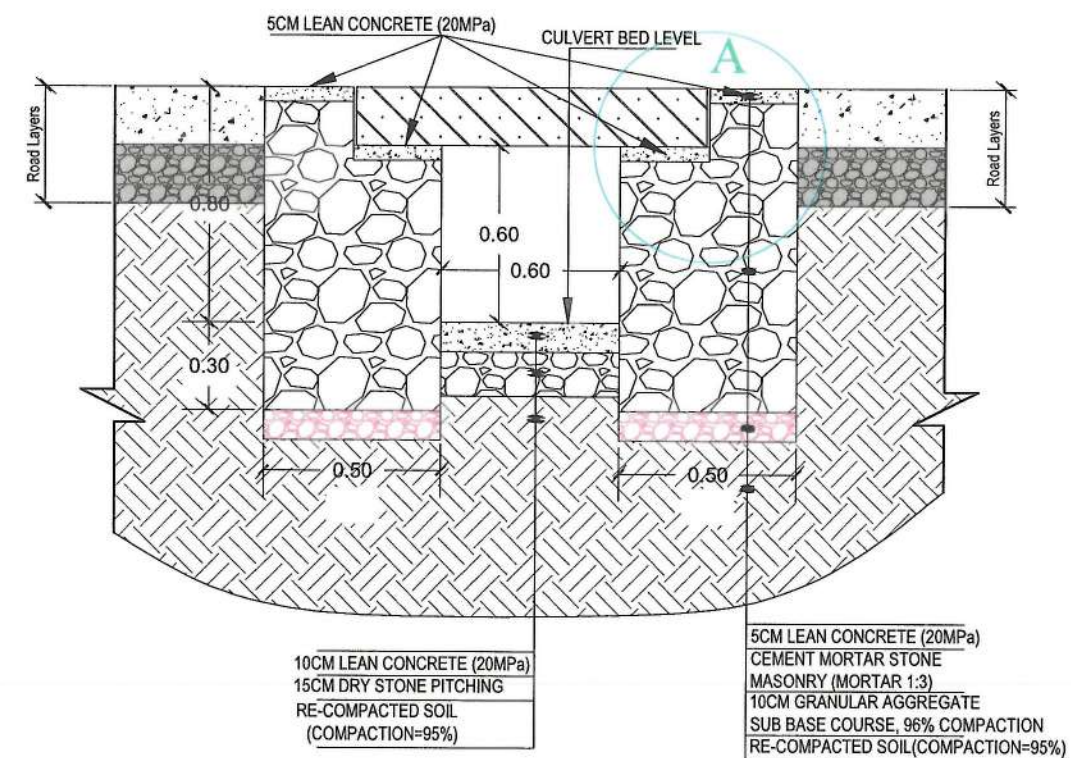 5CM LEAN CONCRETE (20MPa)
CULVERT BED LEVEL
A
Road Layers
Road Layers
0.80
0.60
0.60
0.30
0.50
0.50
10CM LEAN CONCRETE (20MPa)
15CM DRY STONE PITCHING
RE-COMPACTED SOIL
(COMPACTION=95%)
5CM LEAN CONCRETE (20MPa)
CEMENT MORTAR STONE
MASONRY (MORTAR 1:3)
10CM GRANULAR AGGREGATE
SUB BASE COURSE, 96% COMPACTION
RE-COMPACTED SOIL(COMPACTION=95%)